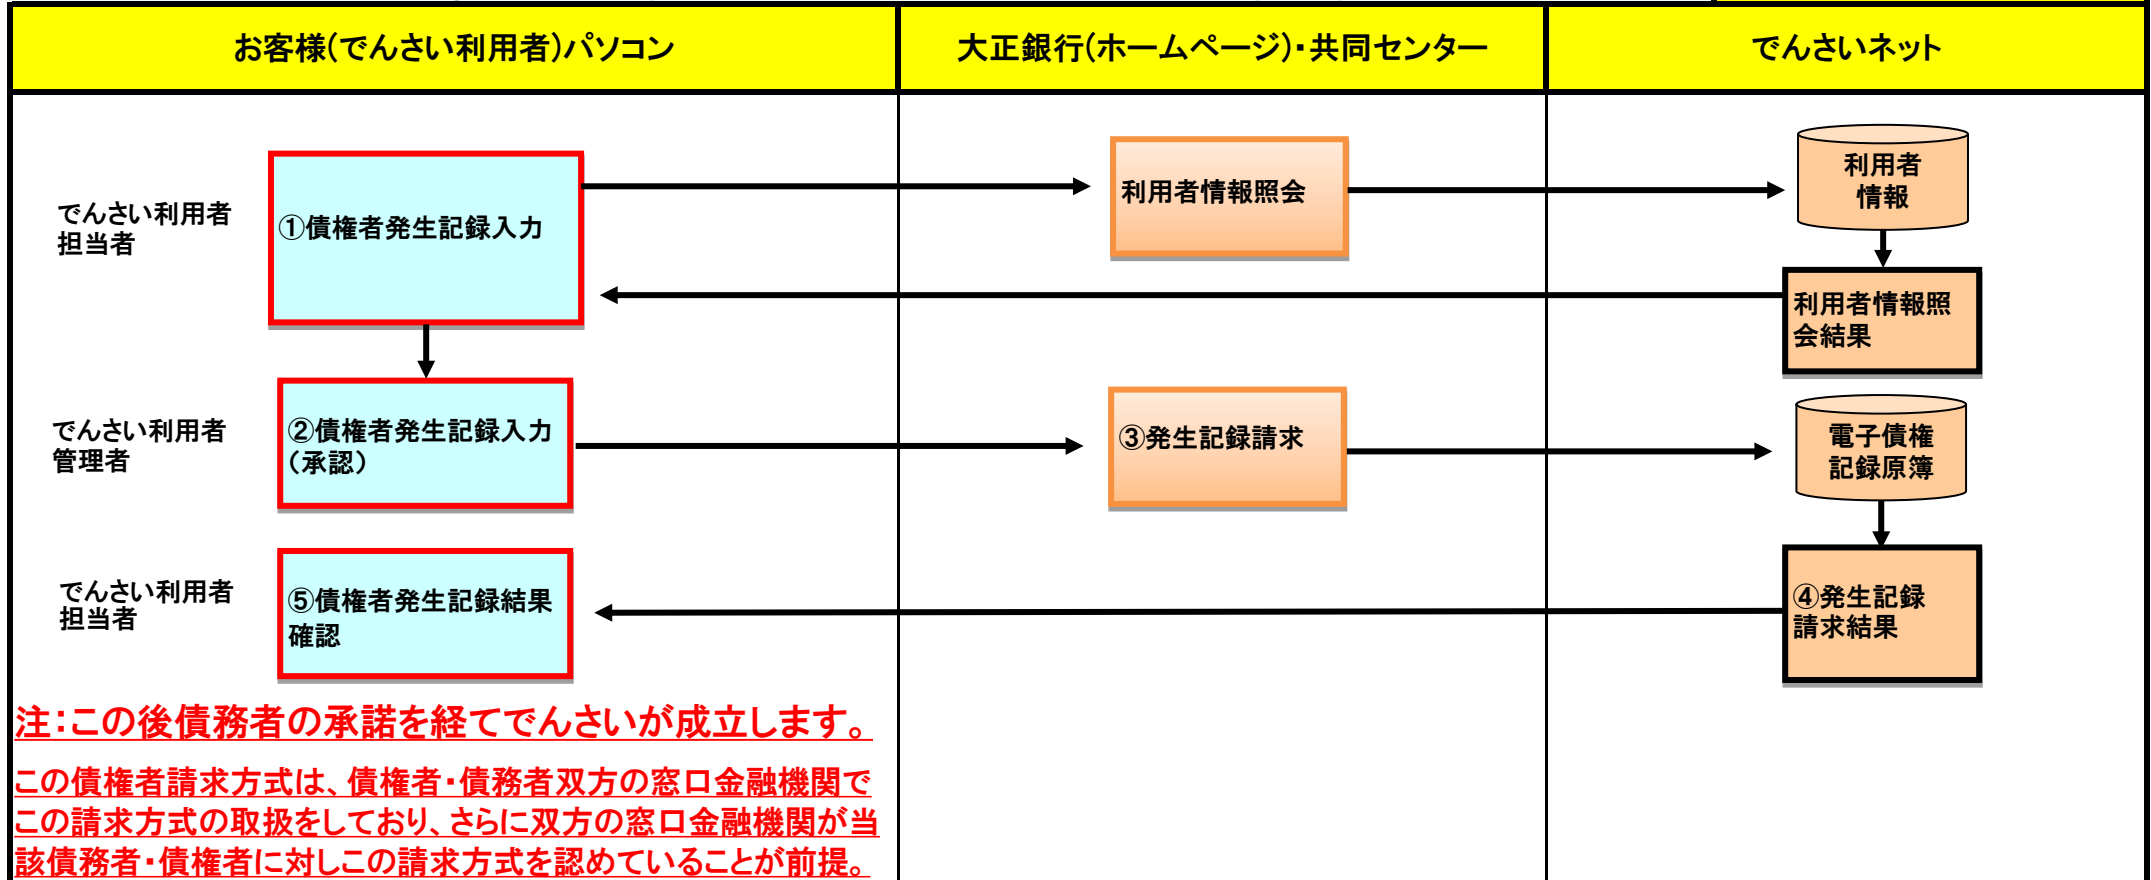 お客様(でんさい利用者)パソコン
大正銀行(ホームページ)・共同センター
でんさいネット
でんさい利用者
担当者
①債権者発生記録入力
利用者情報照会
利用者
情報
利用者情報照
会結果
でんさい利用者
管理者
②債権者発生記録入力
(承認)
③発生記録請求
電子債権
記録原簿
でんさい利用者
担当者
⑤債権者発生記録結果
確認
④発生記録
請求結果
注:この後債務者の承諾を経てでんさいが成立します。
この債権者請求方式は、債権者・債務者双方の窓口金融機関で
この請求方式の取扱をしており、さらに双方の窓口金融機関が当
該債務者・債権者に対しこの請求方式を認めていることが前提。